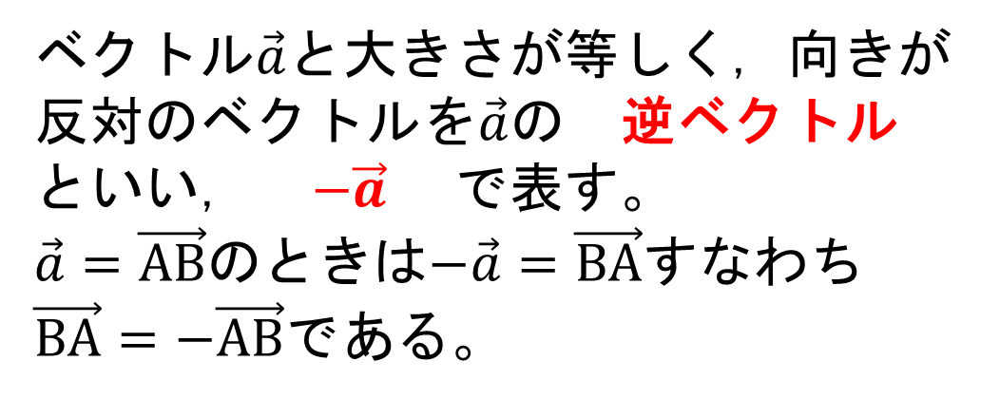 ベクトル$\vec{a}$と大きさが等しく,　向きが
反対のベクトルを$\vec{a}$の　逆ベクトル
といい,　　$-\vec{a}$　で表す。
$\vec{a} = \overrightarrow{\mathrm{AB}}$のときは$-\vec{a} = \overrightarrow{\mathrm{BA}}$すなわち
$\overrightarrow{\mathrm{BA}} = -\overrightarrow{\mathrm{AB}}$である。